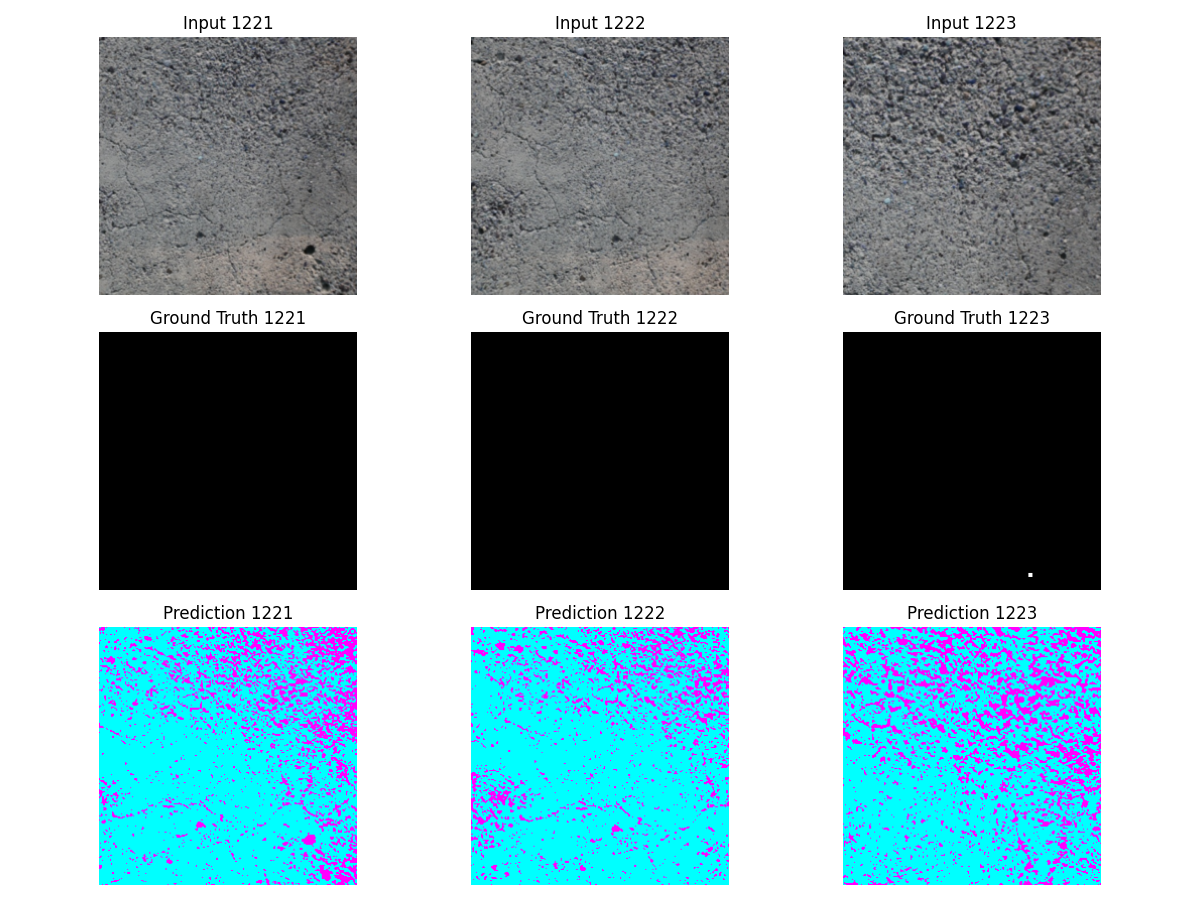 Input 1221
Input 1222
Input 1223
Ground Truth 1221
Ground Truth 1222
Ground Truth 1223
Prediction 1221
Prediction 1222
Prediction 1223